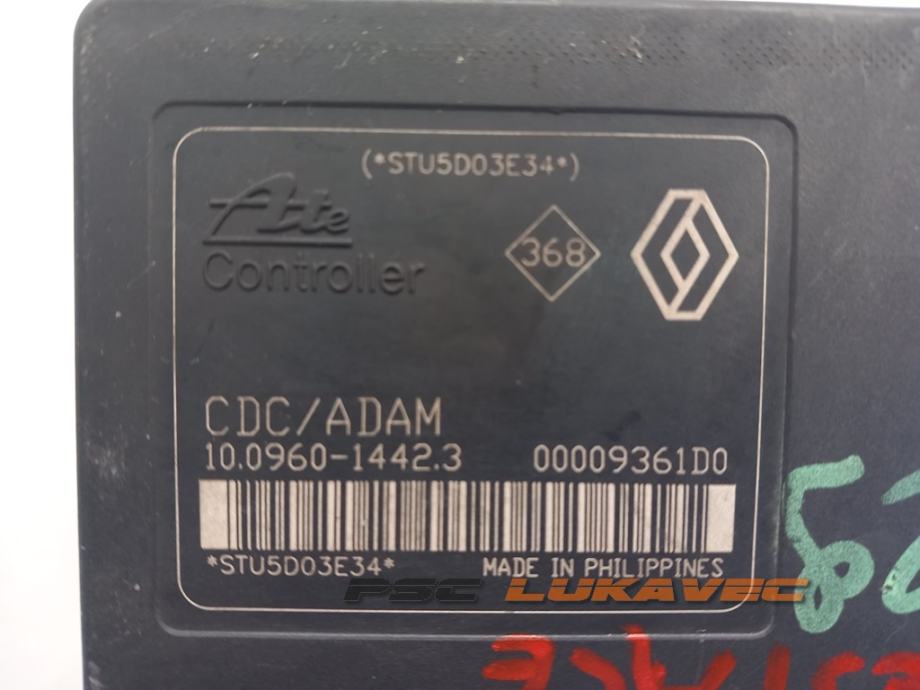 (*STU5D03E34*)
Ate
Controller
368
CDC/ADAM
10.0960-1442.3 00009361D0
*STU5D03E34* MADE IN PHILIPPINES
PSC LUKAVEC